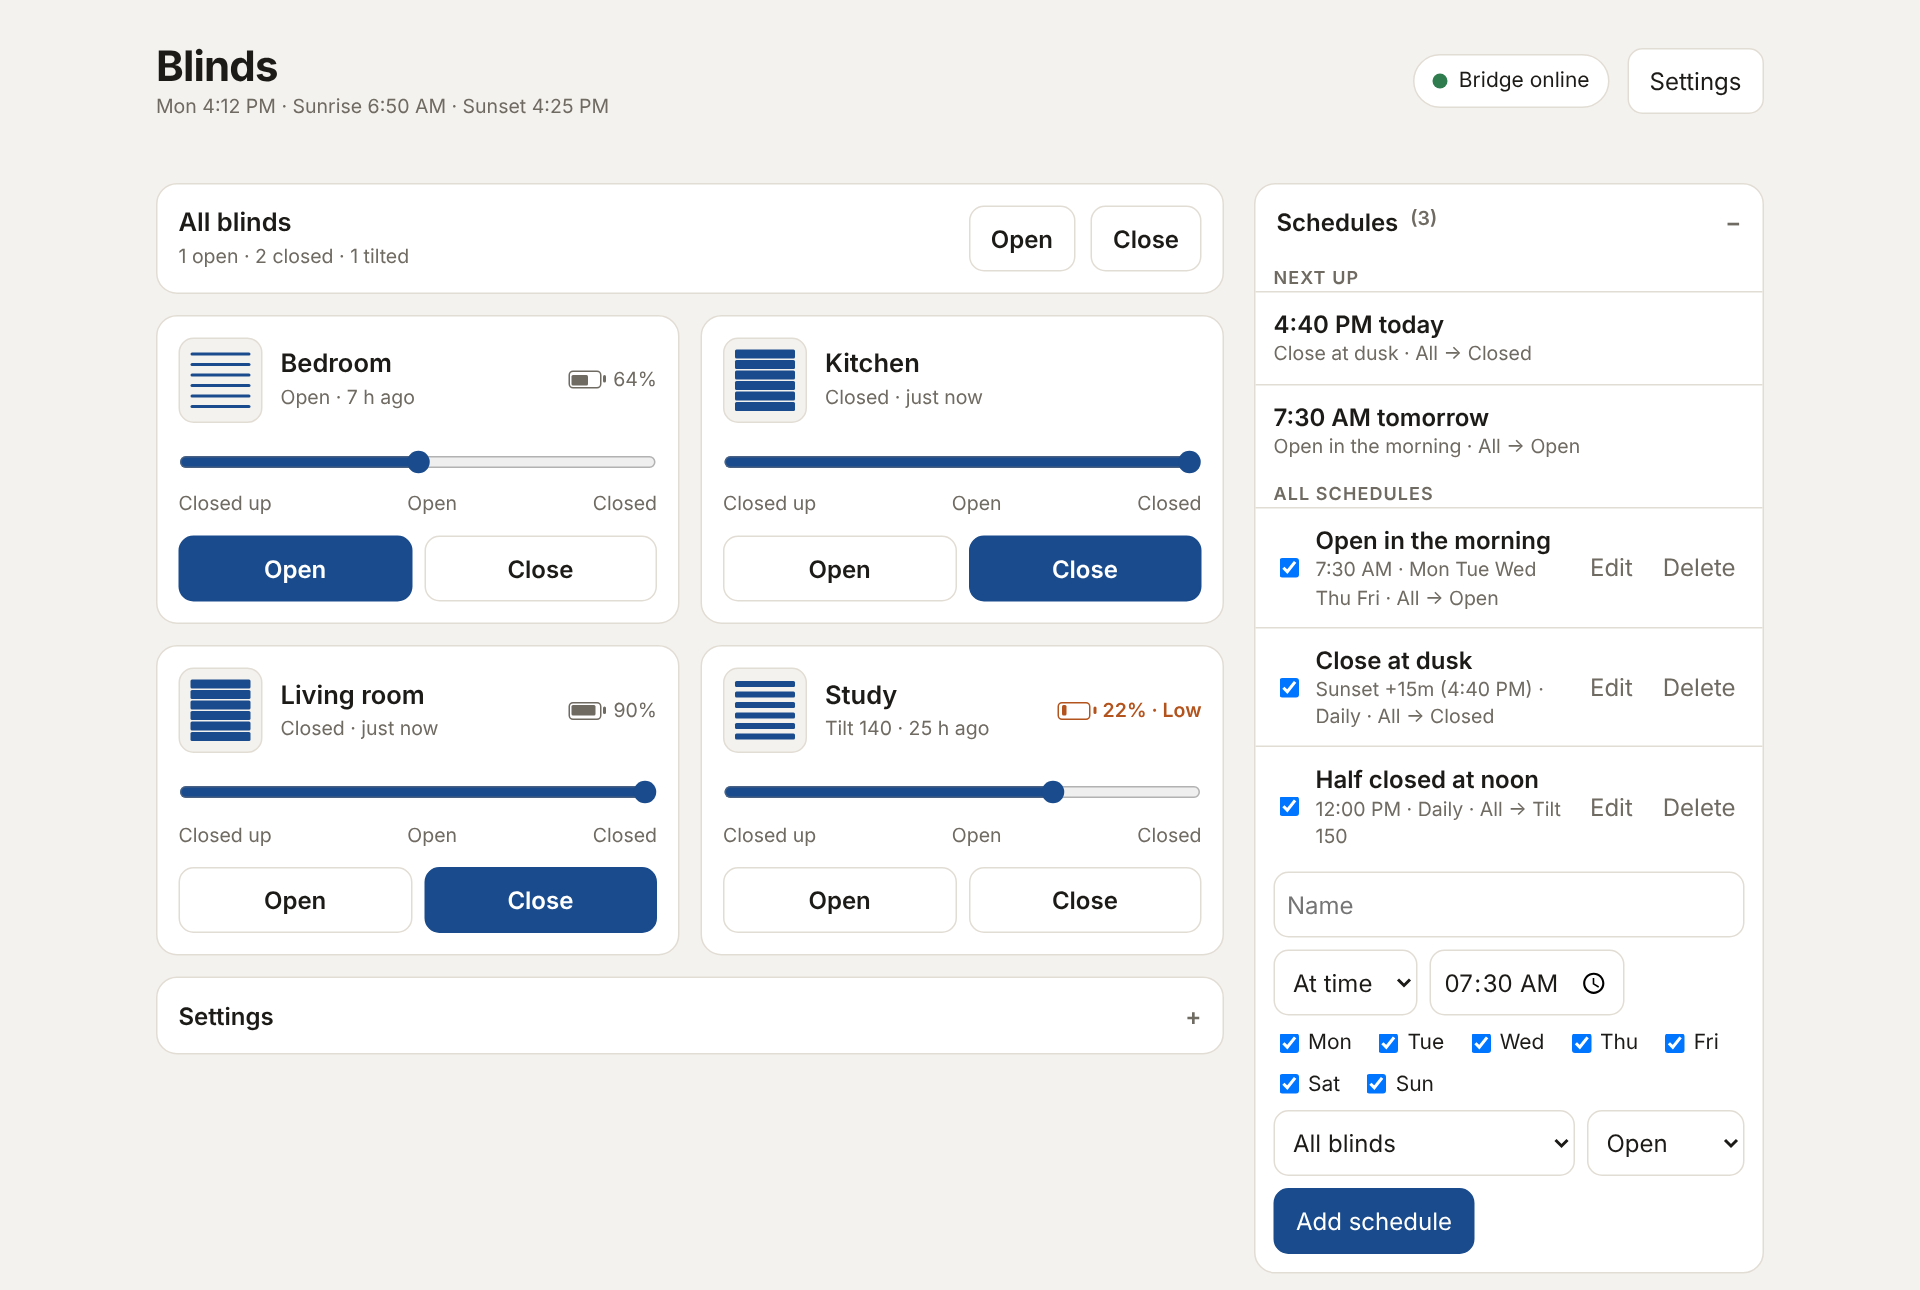 Blinds
Mon 4:12 PM · Sunrise 6:50 AM · Sunset 4:25 PM
Bridge online
Settings
All blinds
1 open · 2 closed · 1 tilted
Open
Close
Bedroom
Open · 7 h ago
64%
Closed up
Open
Closed
Open
Close
Kitchen
Closed · just now
Closed up
Open
Closed
Open
Close
Living room
Closed · just now
90%
Closed up
Open
Closed
Open
Close
Study
Tilt 140 · 25 h ago
22% · Low
Closed up
Open
Closed
Open
Close
Settings
+
Schedules (3)
−
NEXT UP
4:40 PM today
Close at dusk · All → Closed
7:30 AM tomorrow
Open in the morning · All → Open
ALL SCHEDULES
Open in the morning
7:30 AM · Mon Tue Wed
Thu Fri · All → Open
Edit
Delete
Close at dusk
Sunset +15m (4:40 PM) ·
Daily · All → Closed
Edit
Delete
Half closed at noon
12:00 PM · Daily · All → Tilt
150
Edit
Delete
Name
At time
07:30 AM
Mon
Tue
Wed
Thu
Fri
Sat
Sun
All blinds
Open
Add schedule